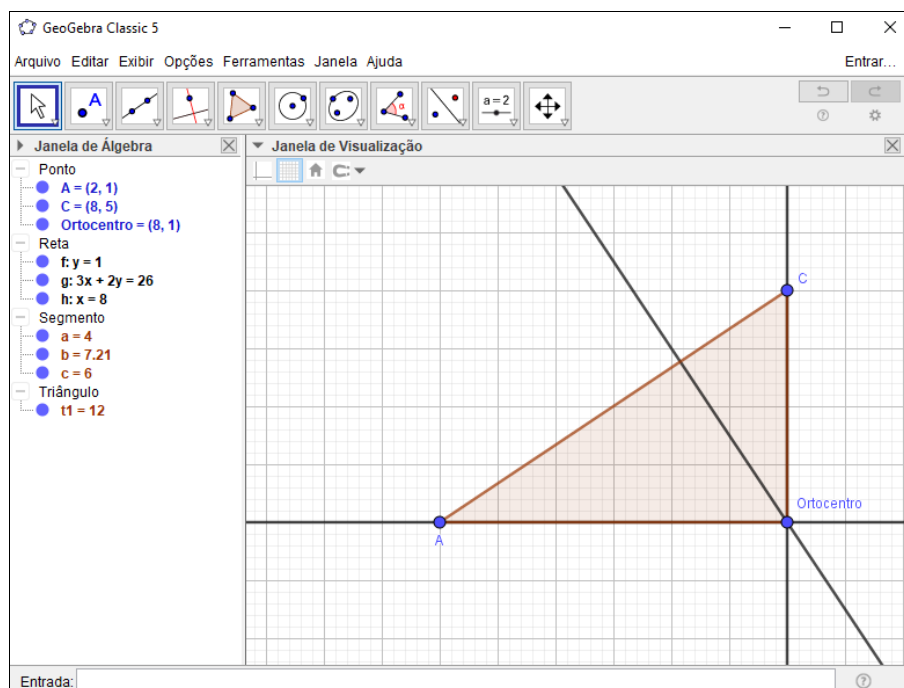 GeoGebra Classic 5
Arquivo Editar Exibir Opções Ferramentas Janela Ajuda Entrar...
A α a=2
Janela de Álgebra
Ponto
A = (2, 1)
C = (8, 5)
Ortocentro = (8, 1)
Reta
f: y = 1
g: 3x + 2y = 26
h: x = 8
Segmento
a = 4
b = 7.21
c = 6
Triângulo
t1 = 12
Janela de Visualização
C
Ortocentro
A
Entrada: